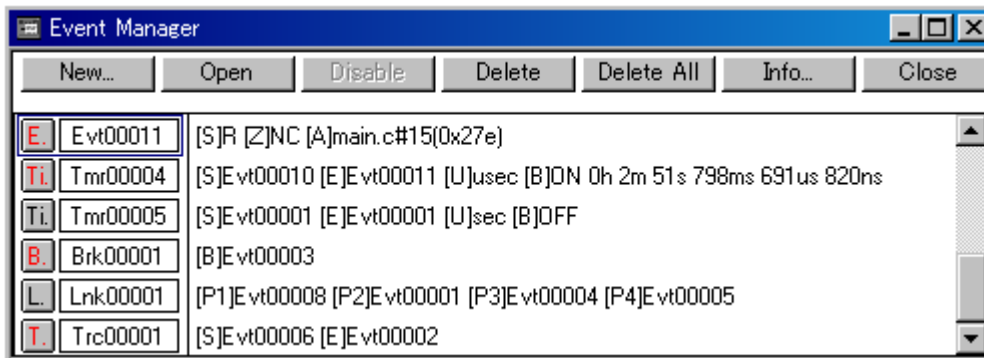 Event Manager
New... Open Disable Delete Delete All Info... Close
E. Evt00011 [S]R [Z]NC [A]main.c#15(0x27e)
Ti. Tmr00004 [S]Evt00010 [E]Evt00011 [U]usec [B]ON 0h 2m 51s 798ms 691us 820ns
Ti. Tmr00005 [S]Evt00001 [E]Evt00001 [U]sec [B]OFF
B. Brk00001 [B]Evt00003
L. Lnk00001 [P1]Evt00008 [P2]Evt00001 [P3]Evt00004 [P4]Evt00005
T. Trc00001 [S]Evt00006 [E]Evt00002